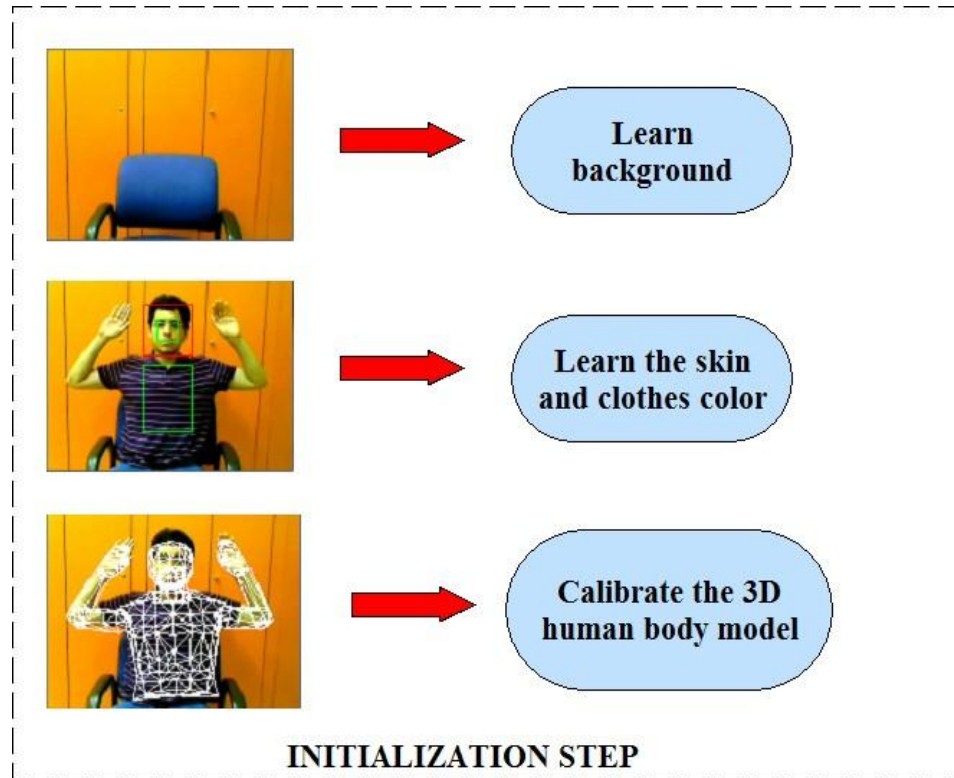 Learn
background
Learn the skin
and clothes color
Calibrate the 3D
human body model
INITIALIZATION STEP